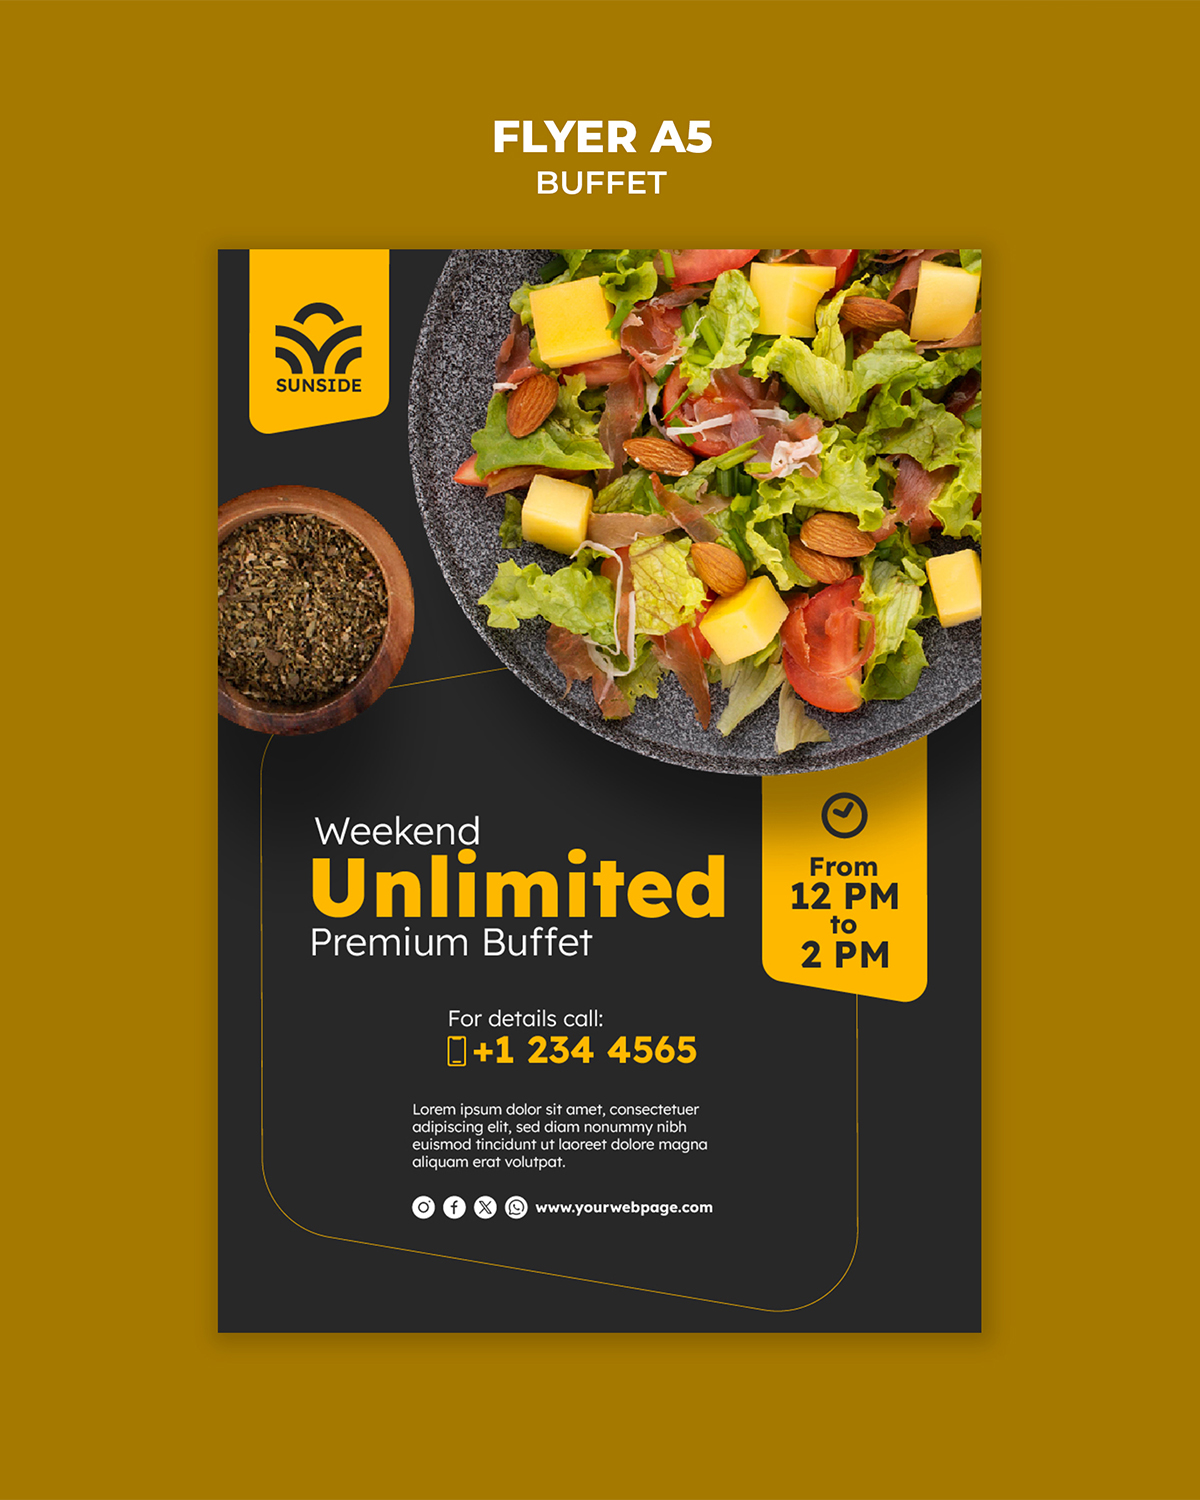 FLYER A5
BUFFET
SUNSIDE
Weekend
Unlimited
Premium Buffet
From
12 PM
to
2 PM
For details call:
+1 234 4565
Lorem ipsum dolor sit amet, consectetuer
adipiscing elit, sed diam nonummy nibh
euismod tincidunt ut laoreet dolore magna
aliquam erat volutpat.
www.yourwebpage.com